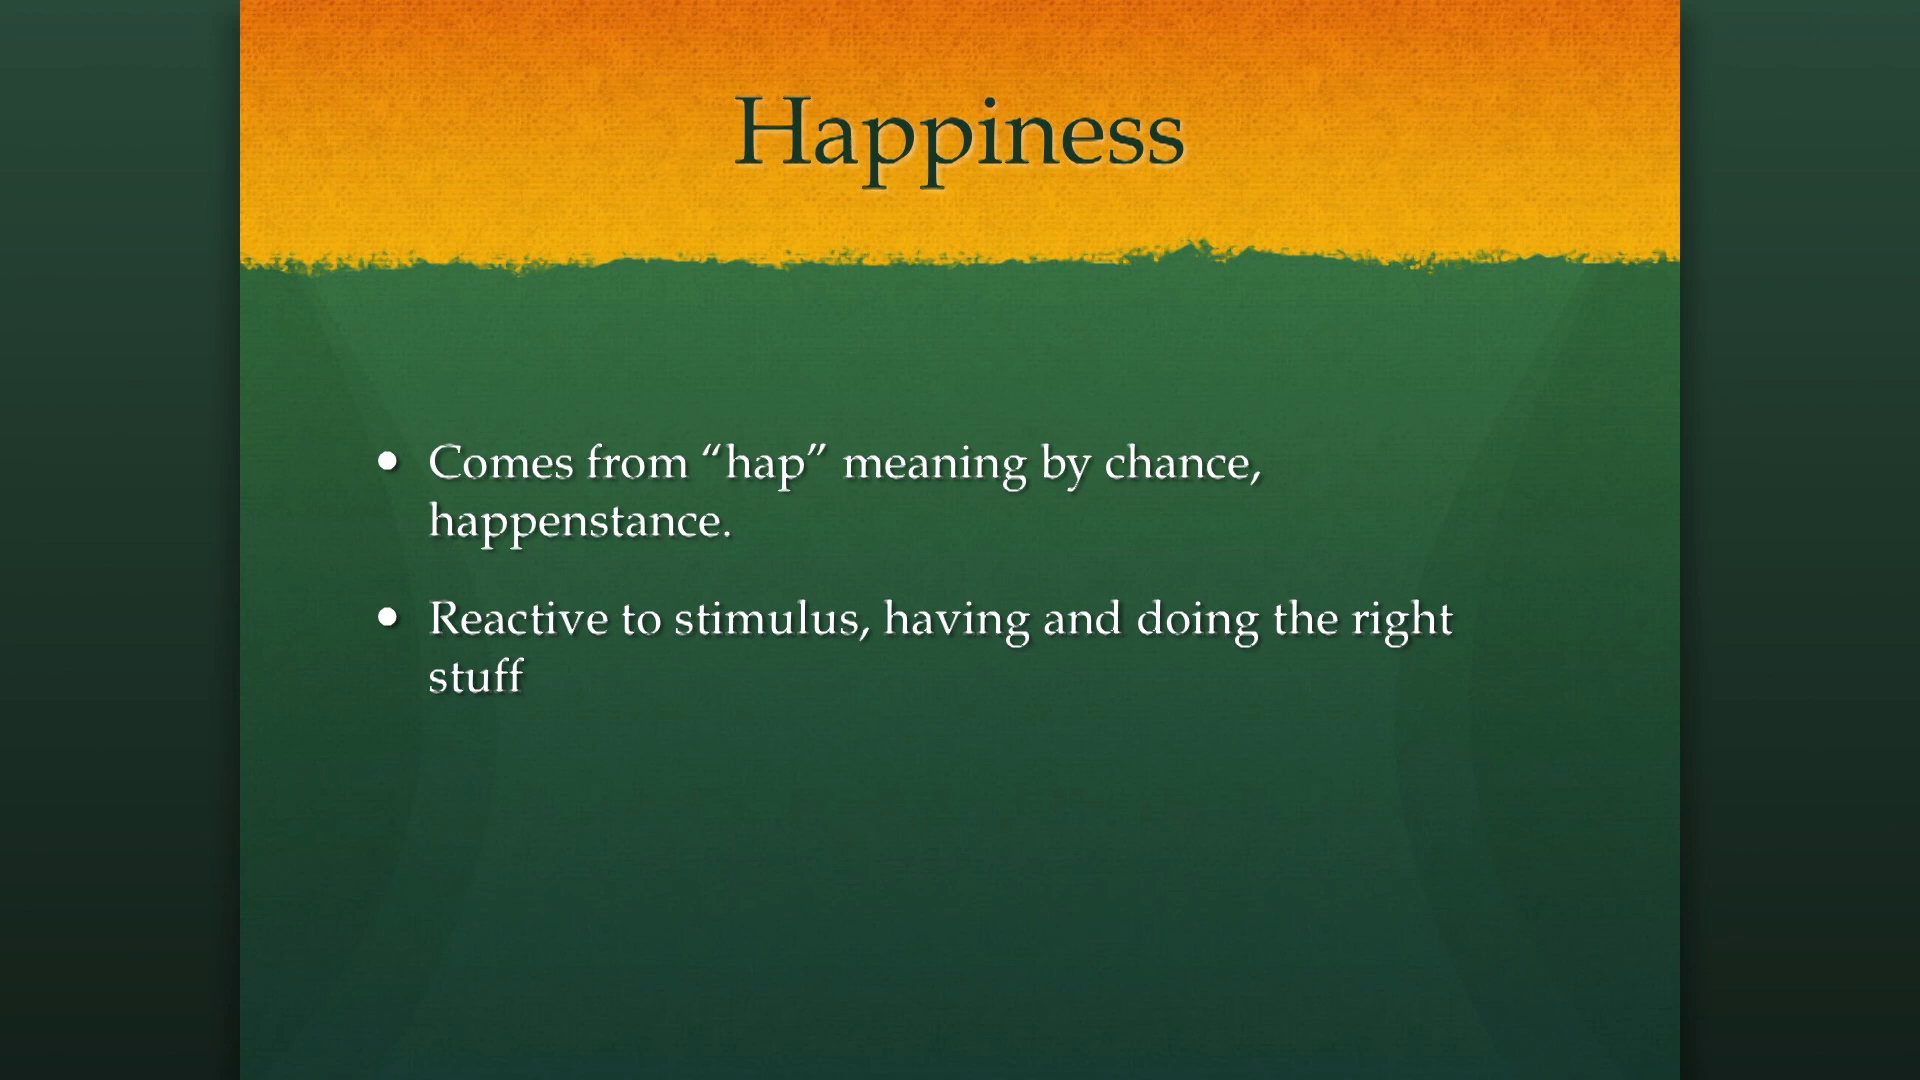 Happiness
• Comes from “hap” meaning by chance,
happenstance.
• Reactive to stimulus, having and doing the right
stuff